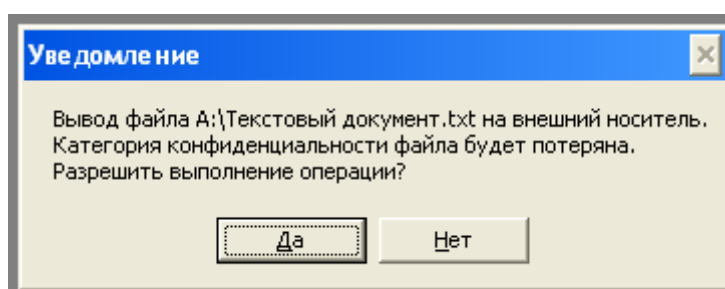 Уведомление
Вывод файла A:\Текстовый документ.txt на внешний носитель.
Категория конфиденциальности файла будет потеряна.
Разрешить выполнение операции?
Да
Нет